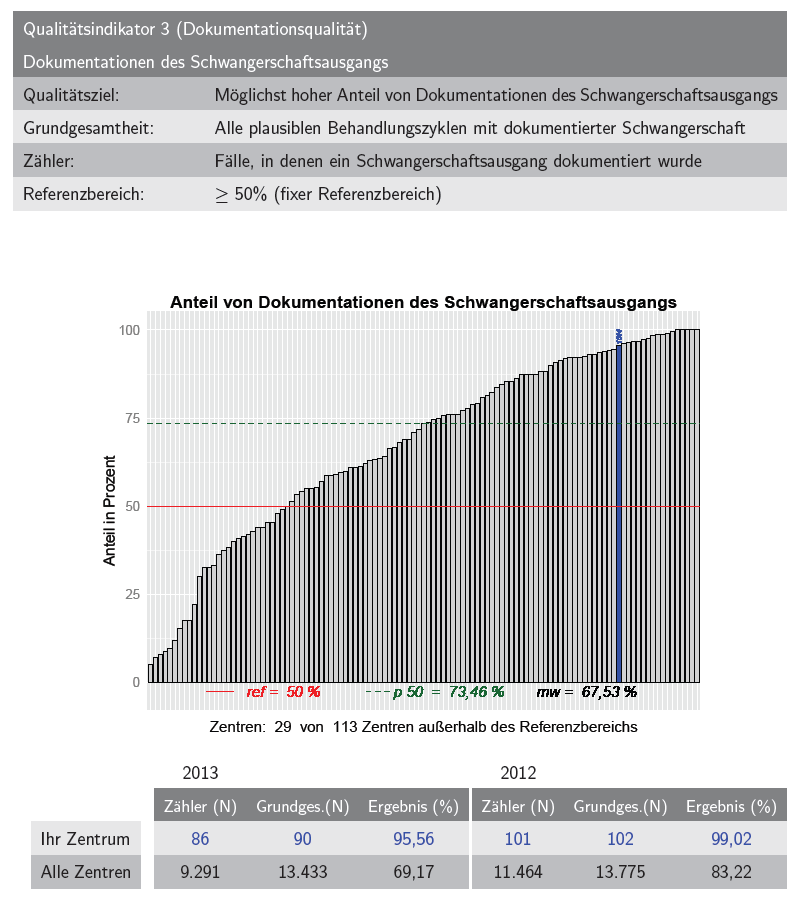 Qualitätsindikator 3 (Dokumentationsqualität)
Dokumentationen des Schwangerschaftsausgangs
Qualitätsziel: Möglichst hoher Anteil von Dokumentationen des Schwangerschaftsausgangs
Grundgesamtheit: Alle plausiblen Behandlungszyklen mit dokumentierter Schwangerschaft
Zähler: Fälle, in denen ein Schwangerschaftsausgang dokumentiert wurde
Referenzbereich: ≥ 50% (fixer Referenzbereich)
Anteil von Dokumentationen des Schwangerschaftsausgangs
Anteil in Prozent
100
75
50
25
0
ref = 50 % p 50 = 73,46 % mw = 67,53 %
Zentren: 29 von 113 Zentren außerhalb des Referenzbereichs
2013 2012
Zähler (N) Grundges.(N) Ergebnis (%) Zähler (N) Grundges.(N) Ergebnis (%)
Ihr Zentrum 86 90 95,56 101 102 99,02
Alle Zentren 9.291 13.433 69,17 11.464 13.775 83,22